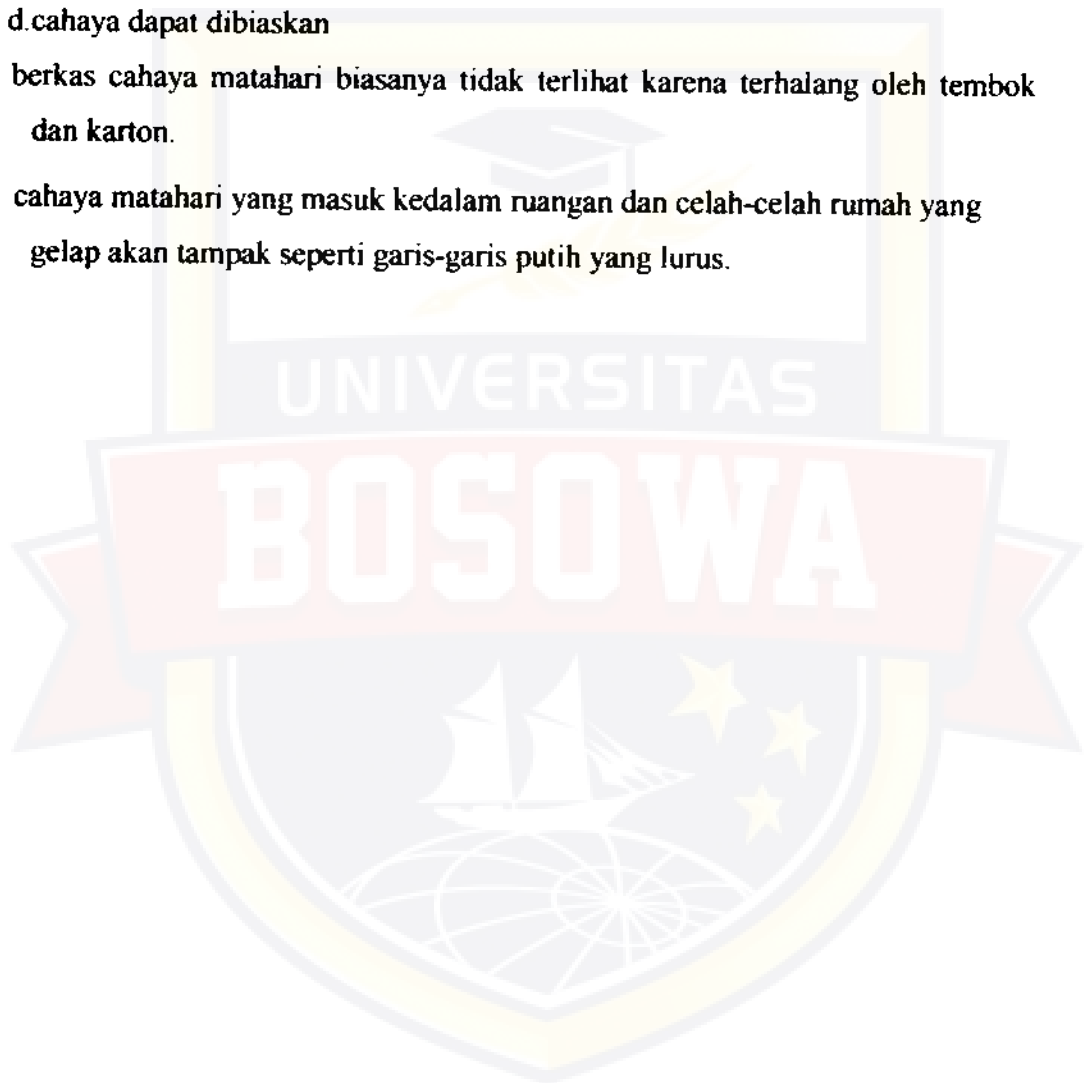 d.cahaya dapat dibiaskan
berkas cahaya matahari biasanya tidak terlihat karena terhalang oleh tembok
dan karton.
cahaya matahari yang masuk kedalam ruangan dan celah-celah rumah yang
gelap akan tampak seperti garis-garis putih yang lurus.
UNIVERSITAS
BOSOWA